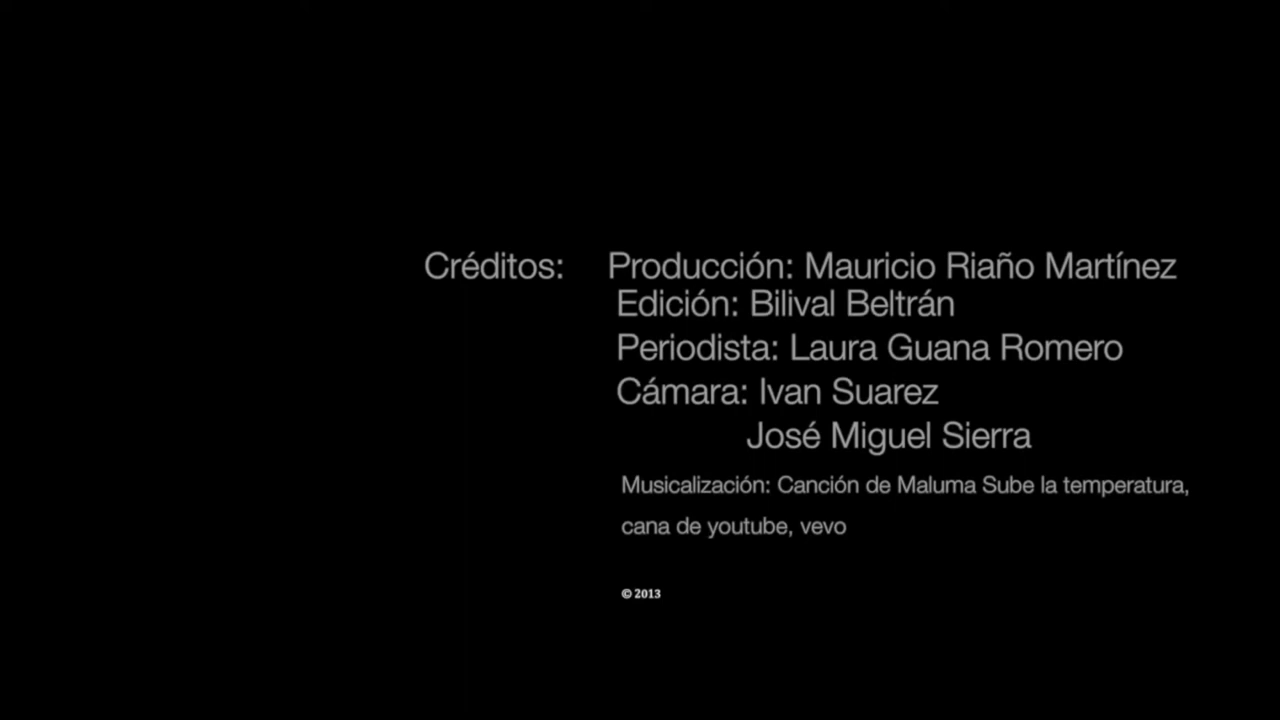 Créditos: Producción: Mauricio Riaño Martínez
Edición: Bilival Beltrán
Periodista: Laura Guana Romero
Cámara: Ivan Suarez
José Miguel Sierra
Musicalización: Canción de Maluma Sube la temperatura,
cana de youtube, vevo
© 2013